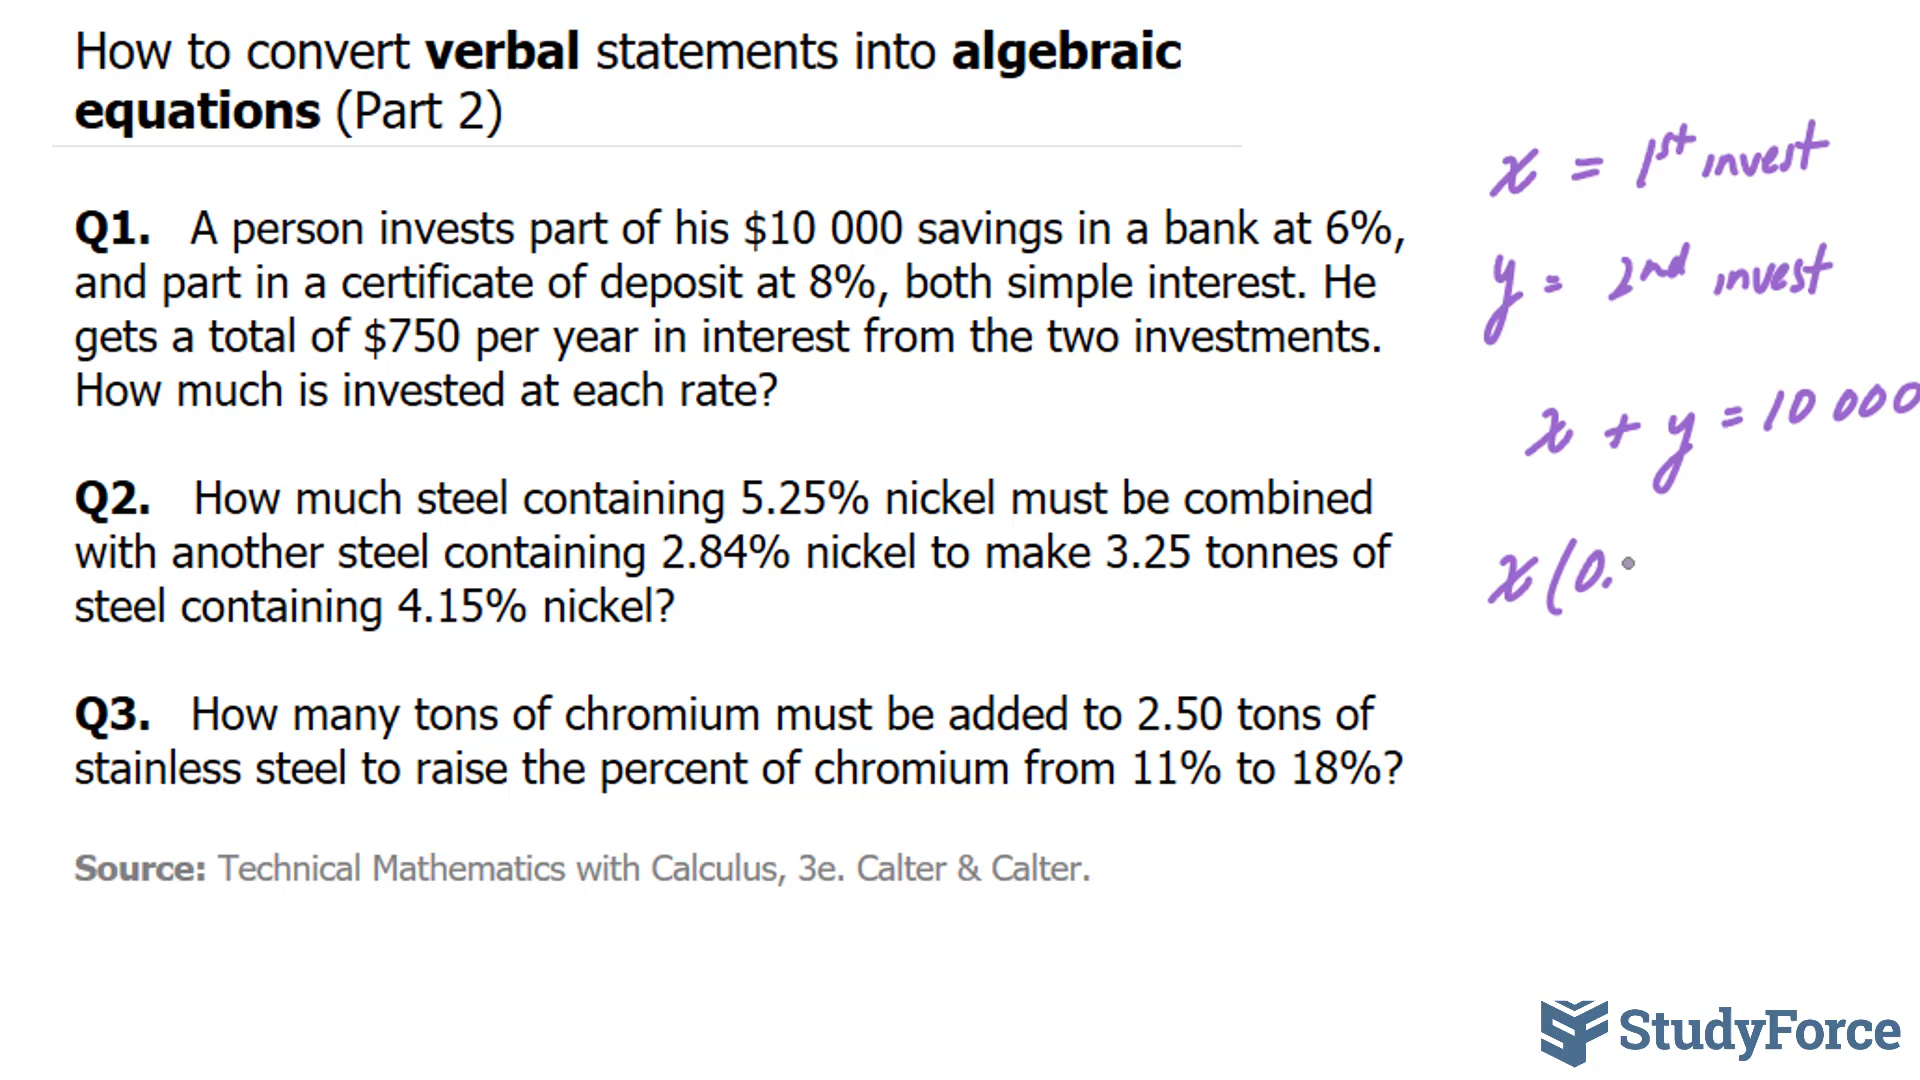 How to convert verbal statements into algebraic
equations (Part 2)
Q1. A person invests part of his $10 000 savings in a bank at 6%,
and part in a certificate of deposit at 8%, both simple interest. He
gets a total of $750 per year in interest from the two investments.
How much is invested at each rate?
Q2. How much steel containing 5.25% nickel must be combined
with another steel containing 2.84% nickel to make 3.25 tonnes of
steel containing 4.15% nickel?
Q3. How many tons of chromium must be added to 2.50 tons of
stainless steel to raise the percent of chromium from 11% to 18%?
Source: Technical Mathematics with Calculus, 3e. Calter & Calter.
x = 1st invest
y = 2nd invest
x + y = 10 000
x(0.
StudyForce